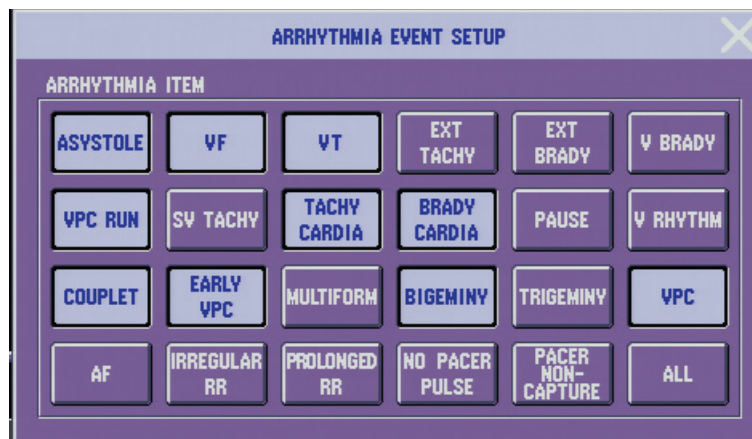 ARRHYTHMIA EVENT SETUP
ARRHYTHMIA ITEM
ASYSTOLE
VF
VT
EXT
TACHY
EXT
BRADY
V BRADY
VPC RUN
SV TACHY
TACHY
CARDIA
BRADY
CARDIA
PAUSE
V RHYTHM
COUPLET
EARLY
VPC
MULTIFORM
BIGEMINY
TRIGEMINY
VPC
AF
IRREGULAR
RR
PROLONGED
RR
NO PACER
PULSE
PACER
NON-
CAPTURE
ALL